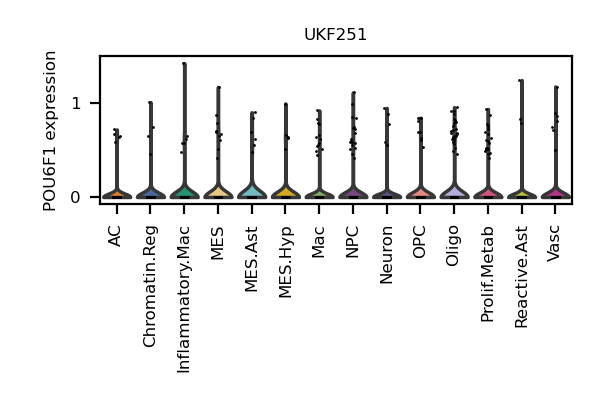 UKF251
POU6F1 expression
1
0
AC
Chromatin.Reg
Inflammatory.Mac
MES
MES.Ast
MES.Hyp
Mac
NPC
Neuron
OPC
Oligo
Prolif.Metab
Reactive.Ast
Vasc